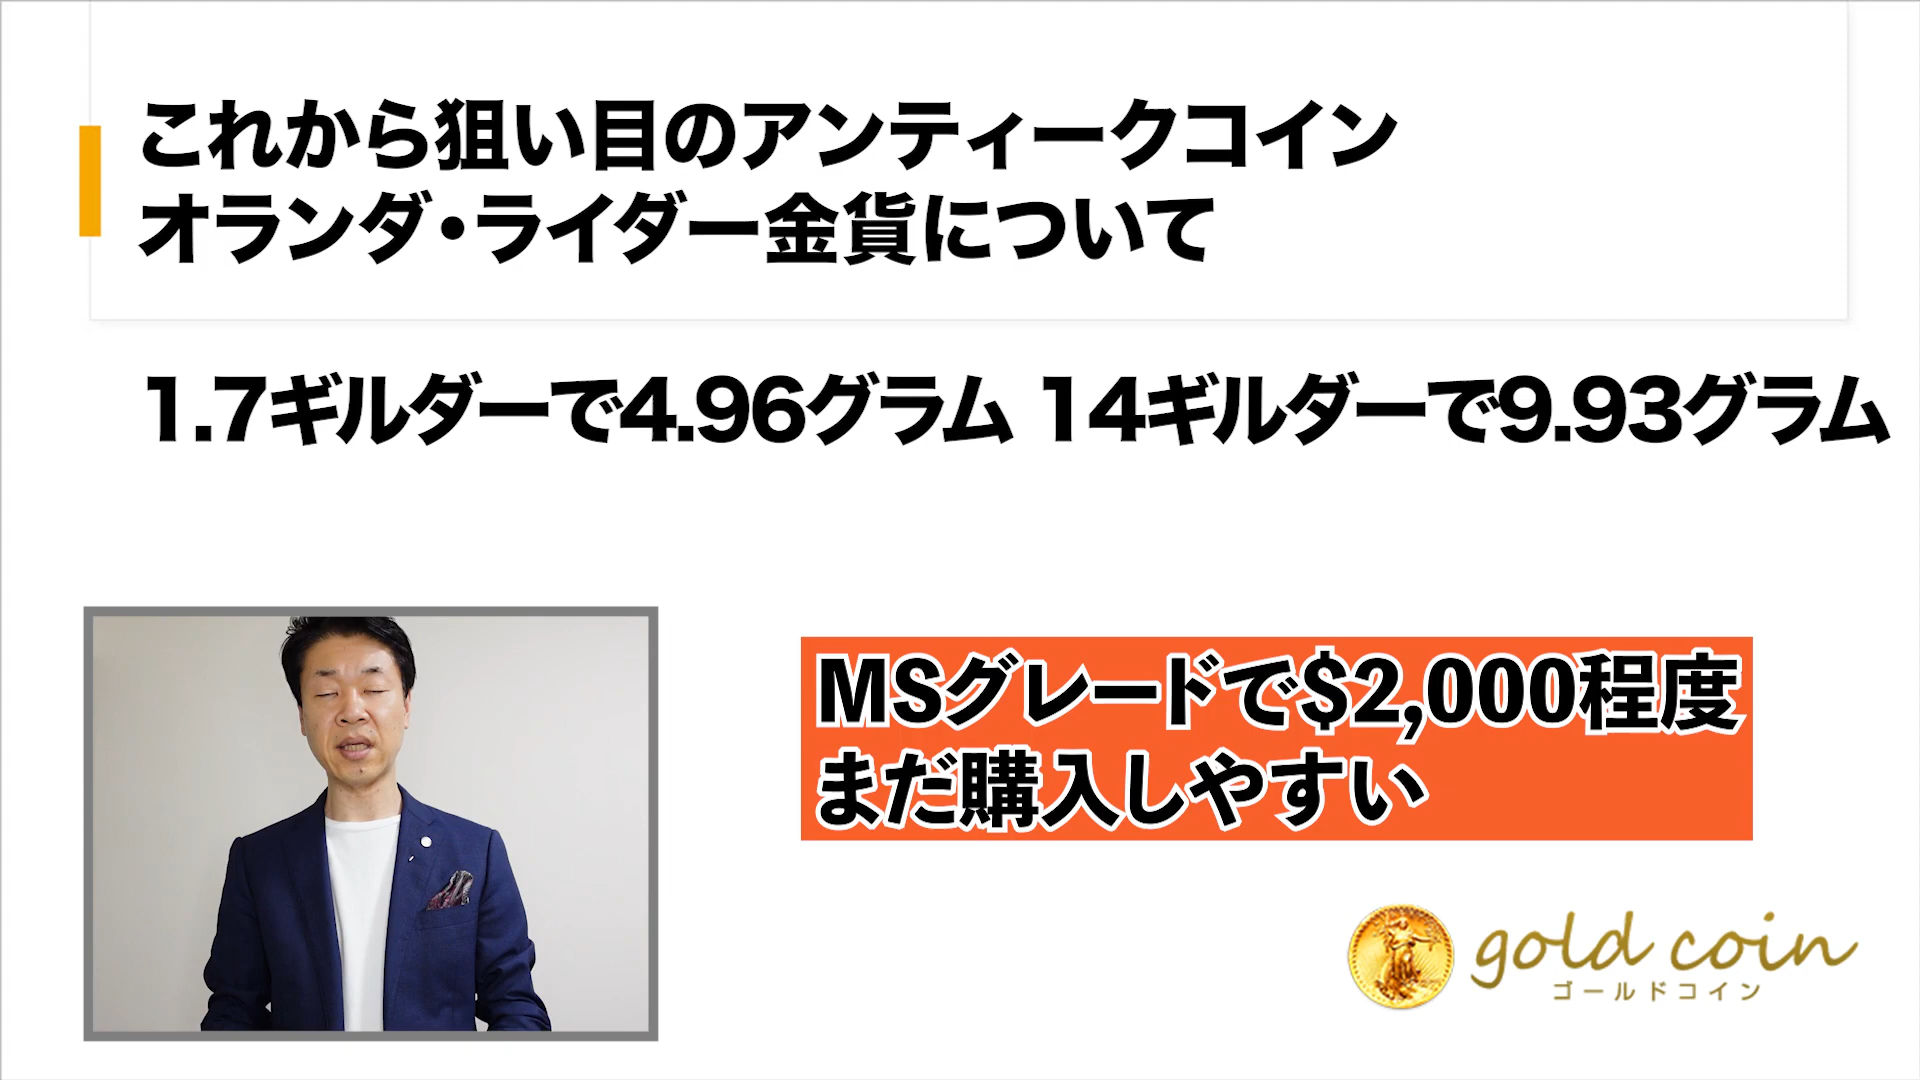 これから狙い目のアンティークコイン
オランダ・ライダー金貨について
1.7ギルダーで4.96グラム 14ギルダーで9.93グラム
MSグレードで$2,000程度
まだ購入しやすい
gold coin
ゴールドコイン